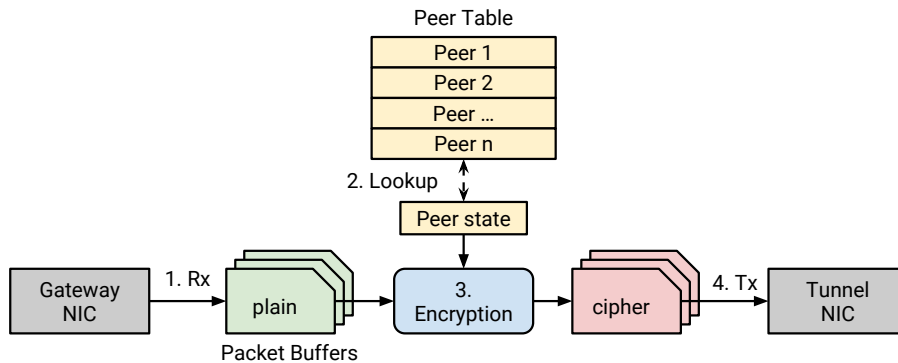 Peer Table
Peer 1
Peer 2
Peer ...
Peer n
2. Lookup
Peer state
Gateway
NIC
1. Rx
plain
Packet Buffers
3.
Encryption
cipher
4. Tx
Tunnel
NIC